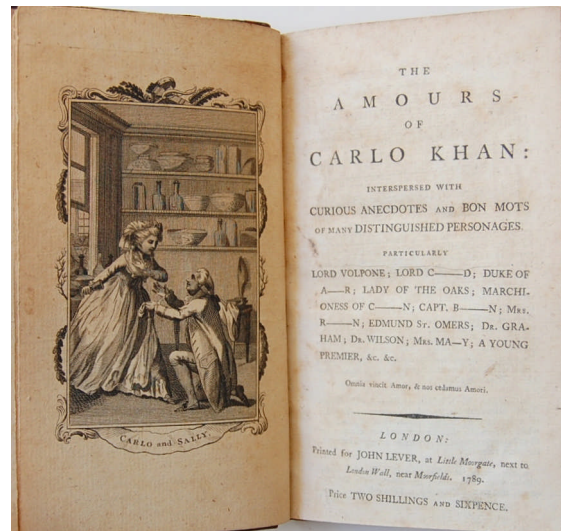 CARLO and SALLY.
THE
AMOURS
OF
CARLO KHAN:
INTERSPERSED WITH
CURIOUS ANECDOTES AND BON MOTS
OF MANY DISTINGUISHED PERSONAGES.
PARTICULARLY
LORD VOLPONE; LORD C——D; DUKE OF
A—R; LADY OF THE OAKS; MARCHI-
ONESS OF C——N; CAPT. B——N; MRS.
R——N; EDMUND ST. OMERS; DR. GRA-
HAM; DR. WILSON; MRS. MA—Y; A YOUNG
PREMIER, &c. &c.
Omnia vincit Amor, & nos cedamus Amori.
LONDON:
Printed for JOHN LEVER, at Little Moorgate, next to
London Wall, near Moorfields. 1789.
Price TWO SHILLINGS AND SIXPENCE.